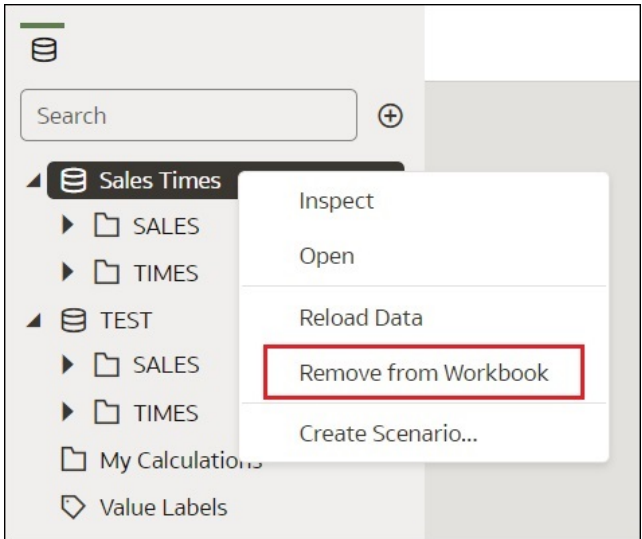 Search
Sales Times
SALES
TIMES
TEST
SALES
TIMES
My Calculations
Value Labels
Inspect
Open
Reload Data
Remove from Workbook
Create Scenario...